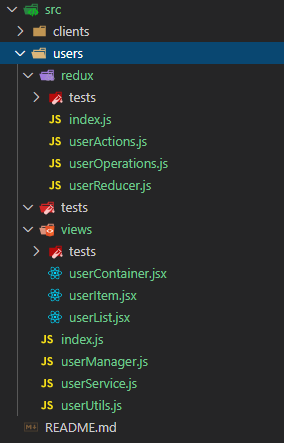 src
clients
users
redux
tests
JS index.js
JS userActions.js
JS userOperations.js
JS userReducer.js
tests
views
tests
userContainer.jsx
userItem.jsx
userList.jsx
JS index.js
JS userManager.js
JS userService.js
JS userUtils.js
README.md